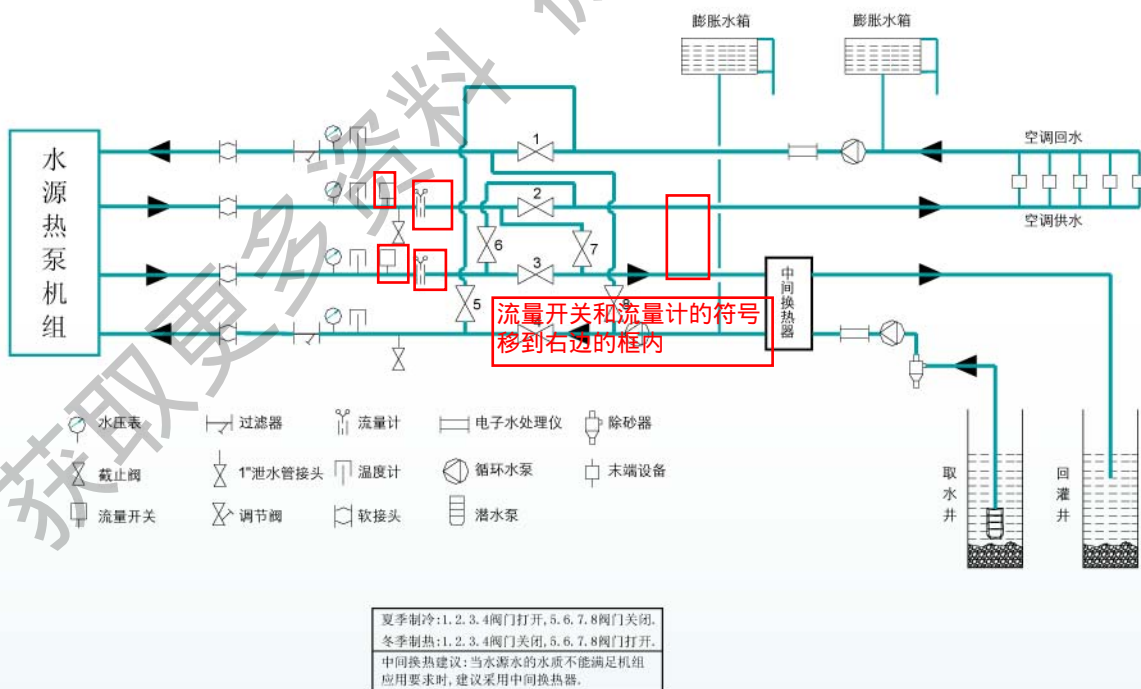 膨胀水箱
膨胀水箱
水源热泵机组
1
空调回水
2
空调供水
6
7
3
5
8
4
流量开关和流量计的符号
移到右边的框内
中间换热器
水压表
过滤器
流量计
电子水处理仪
除砂器
截止阀
1"泄水管接头
温度计
循环水泵
末端设备
流量开关
调节阀
软接头
潜水泵
取水井
回灌井
夏季制冷:1.2.3.4阀门打开,5.6.7.8阀门关闭.
冬季制热:1.2.3.4阀门关闭,5.6.7.8阀门打开.
中间换热建议:当水源水的水质不能满足机组
应用要求时,建议采用中间换热器.
获取更多资料